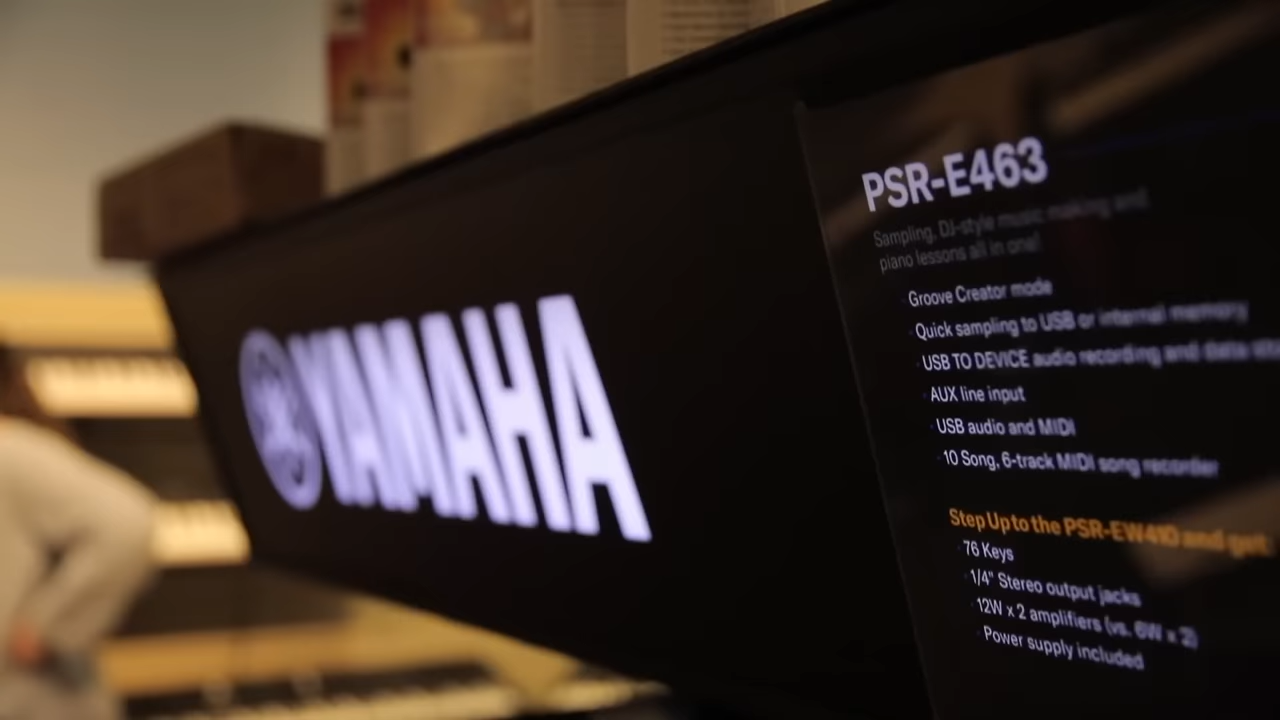 YAMAHA
PSR-E463
Sampling, DJ-style music making and
piano lessons all in one!
Groove Creator mode
Quick sampling to USB or internal memory
USB TO DEVICE audio recording and data
AUX line input
USB audio and MIDI
10 Song, 6-track MIDI song recorder
Step Up to the PSR-EW410 and get
76 Keys
1/4" Stereo output jacks
12W x 2 amplifiers (vs. 6W x 2)
Power supply included